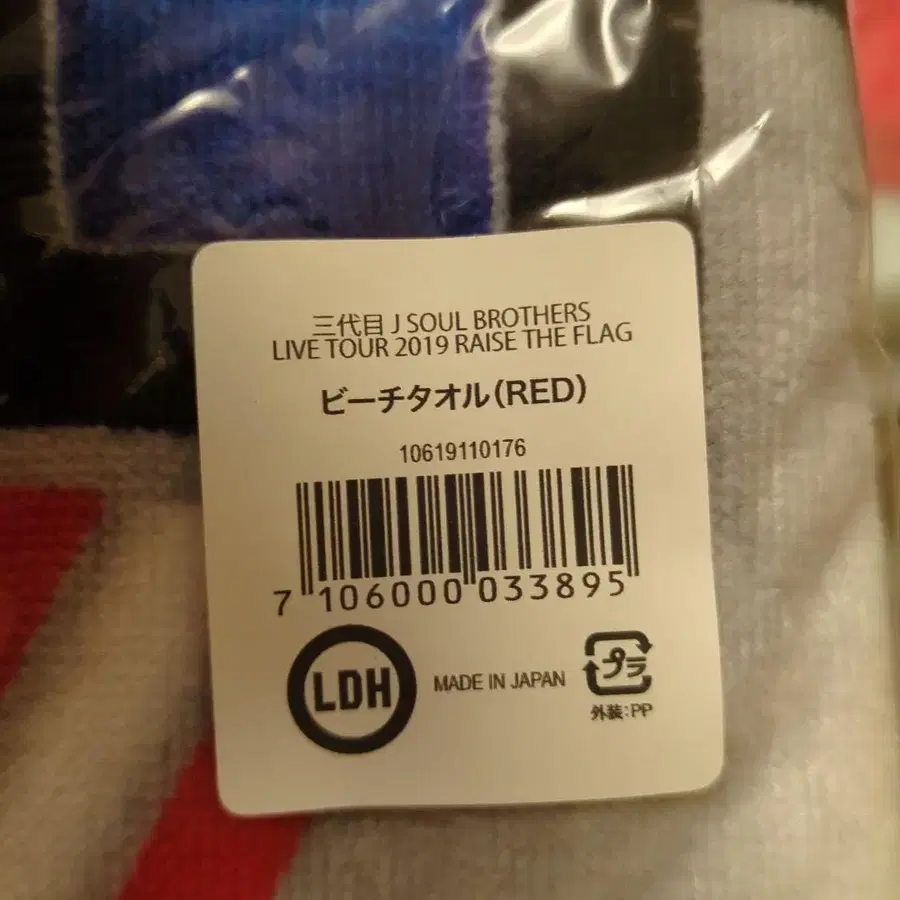 三代目 J SOUL BROTHERS
LIVE TOUR 2019 RAISE THE FLAG
ビーチタオル(RED)
10619110176
7 106000 033895
LDH
MADE IN JAPAN
プラ
外装:PP